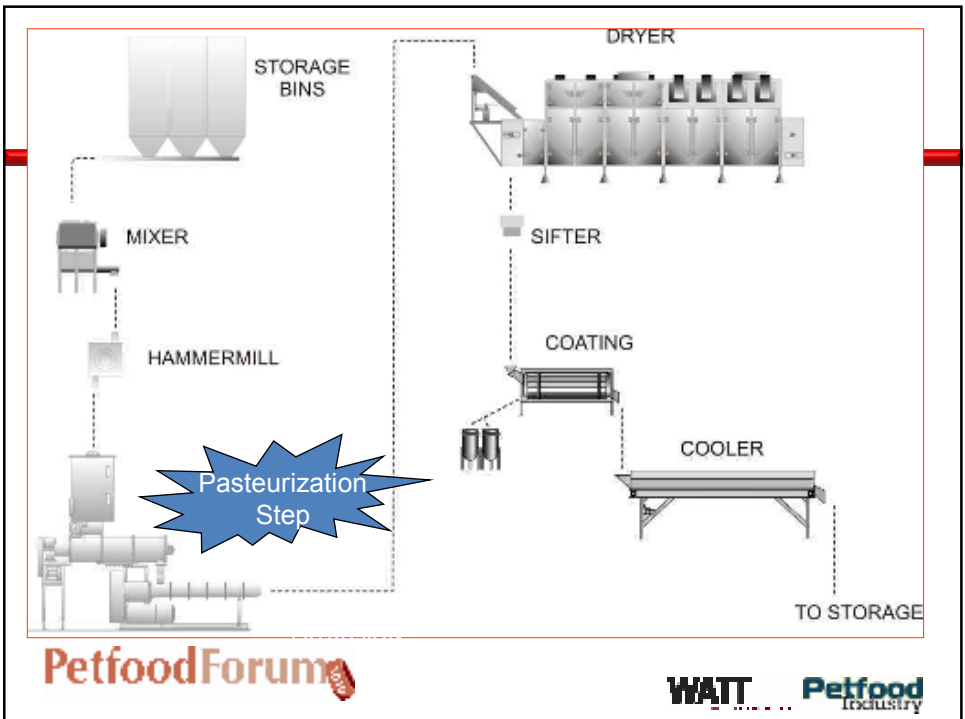 DRYER
STORAGE
BINS
MIXER
SIFTER
HAMMERMILL
COATING
Pasteurization
Step
COOLER
TO STORAGE
PetfoodForum
WATT
Petfood
Industry